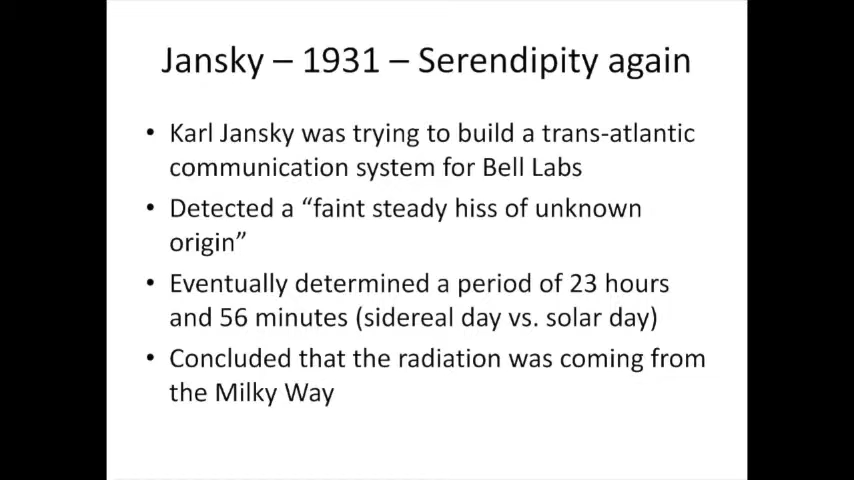 Jansky – 1931 – Serendipity again
• Karl Jansky was trying to build a trans-atlantic
communication system for Bell Labs
• Detected a “faint steady hiss of unknown
origin”
• Eventually determined a period of 23 hours
and 56 minutes (sidereal day vs. solar day)
• Concluded that the radiation was coming from
the Milky Way